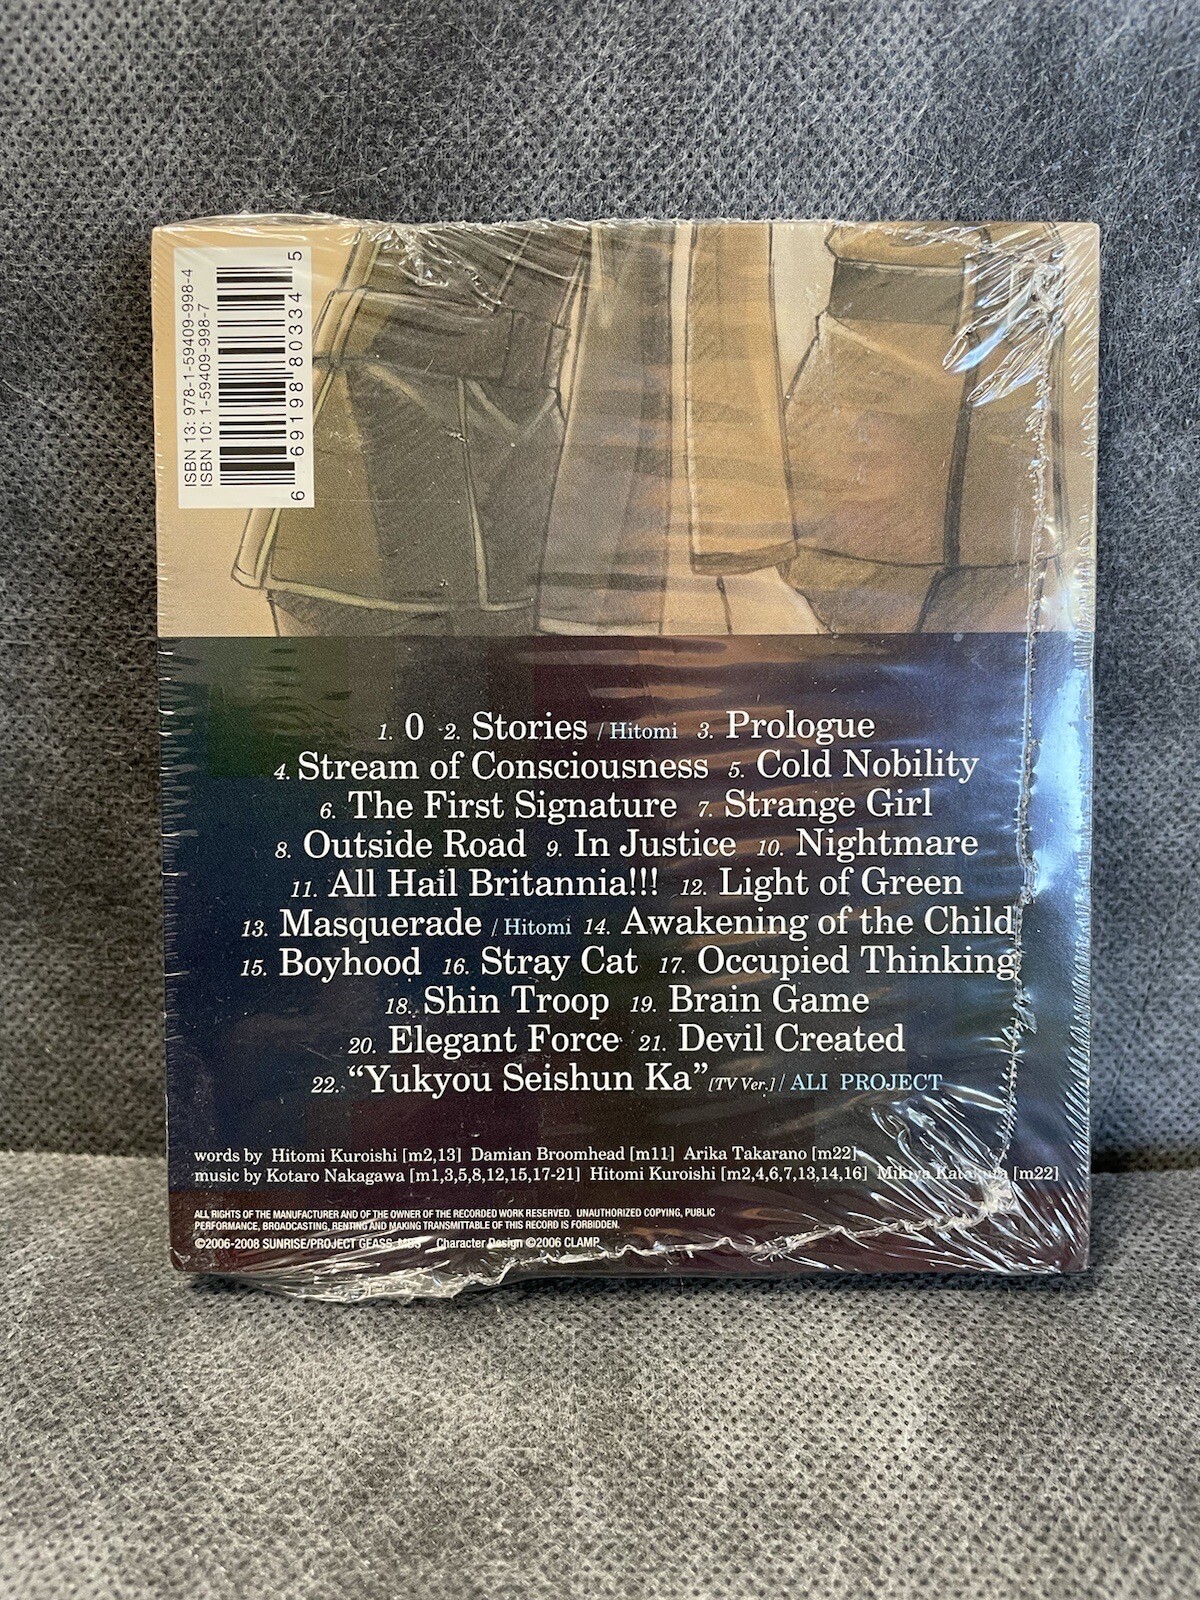 ISBN 13: 978-1-59409-998-4
ISBN 10: 1-59409-998-7
6 69198 80334 5
1. 0 2. Stories / Hitomi 3. Prologue
4. Stream of Consciousness 5. Cold Nobility
6. The First Signature 7. Strange Girl
8. Outside Road 9. In Justice 10. Nightmare
11. All Hail Britannia!!! 12. Light of Green
13. Masquerade / Hitomi 14. Awakening of the Child
15. Boyhood 16. Stray Cat 17. Occupied Thinking
18. Shin Troop 19. Brain Game
20. Elegant Force 21. Devil Created
22. “Yukyou Seishun Ka” [TV Ver.] / ALI PROJECT
words by Hitomi Kuroishi [m2,13] Damian Broomhead [m11] Arika Takarano [m22]
music by Kotaro Nakagawa [m1,3,5,8,12,15,17-21] Hitomi Kuroishi [m2,4,6,7,13,14,16] Mikiya Katakura [m22]
ALL RIGHTS OF THE MANUFACTURER AND OF THE OWNER OF THE RECORDED WORK RESERVED. UNAUTHORIZED COPYING, PUBLIC
PERFORMANCE, BROADCASTING, RENTING AND MAKING TRANSMITTABLE OF THIS RECORD IS FORBIDDEN.
©2006-2008 SUNRISE/PROJECT GEASS, MBS Character Design ©2006 CLAMP